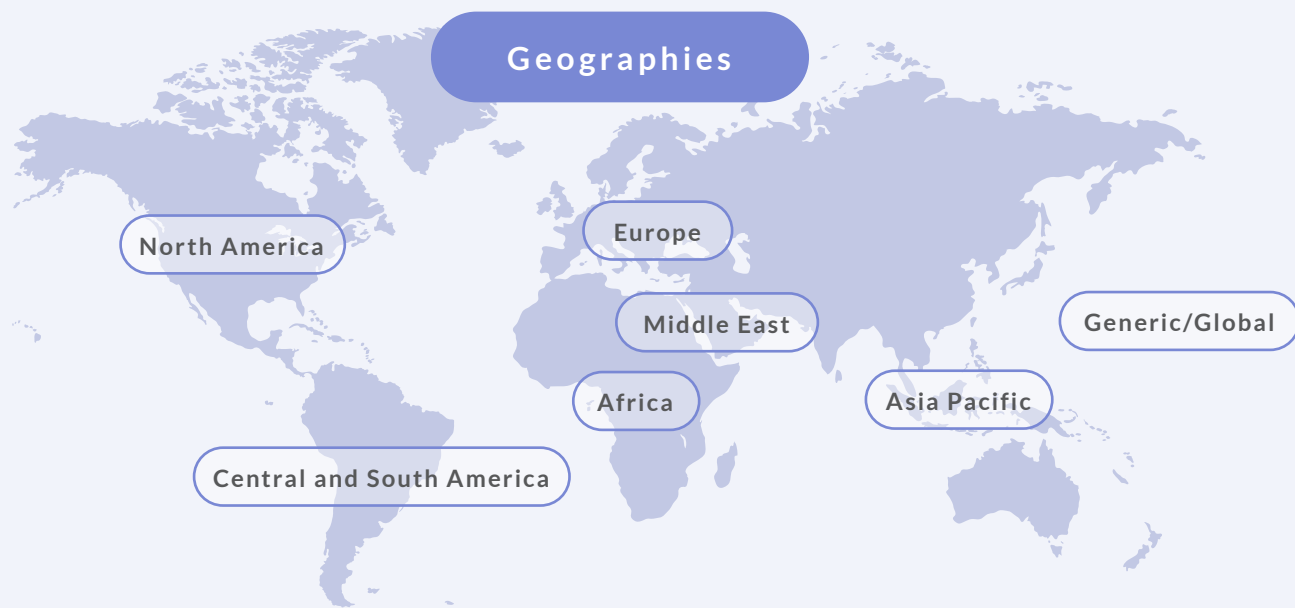 Geographies
North America
Europe
Middle East
Generic/Global
Africa
Asia Pacific
Central and South America